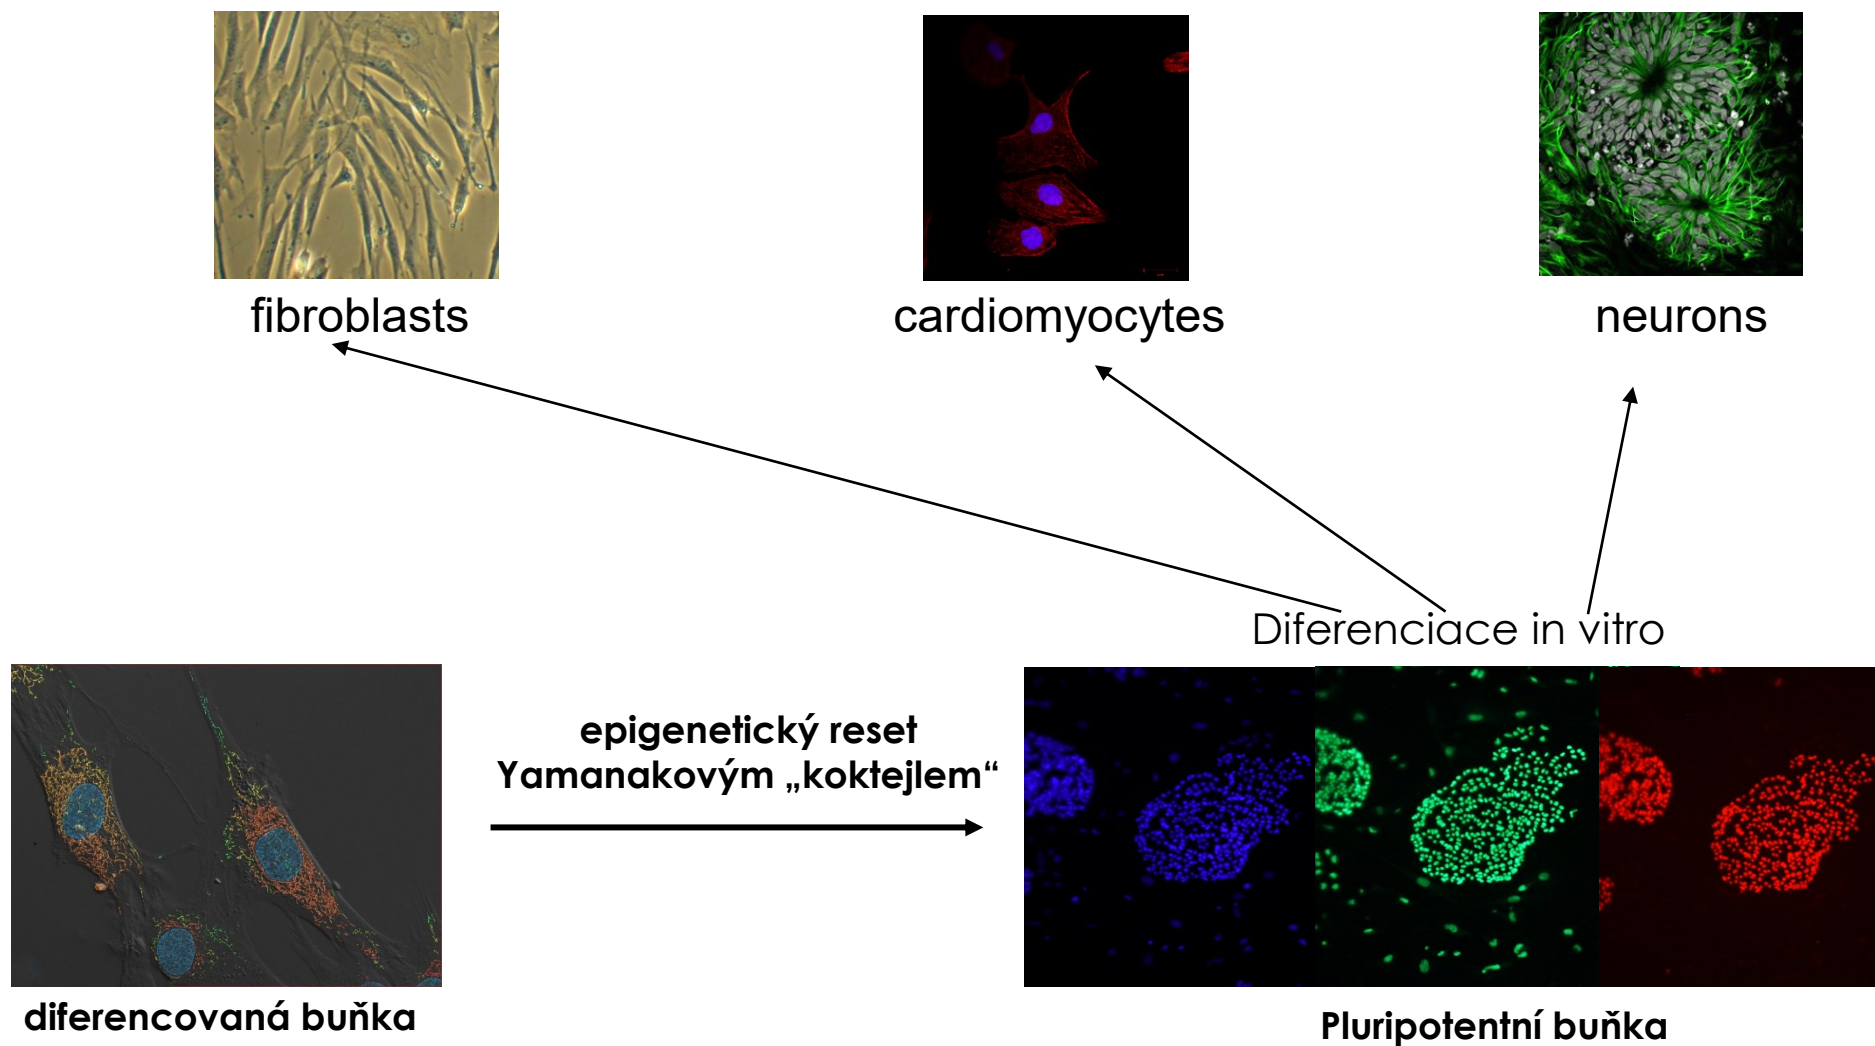 fibroblasts
cardiomyocytes
neurons
Diferenciace in vitro
epigenetický reset
Yamanakovým „koktejlem“
diferencovaná buňka
Pluripotentní buňka